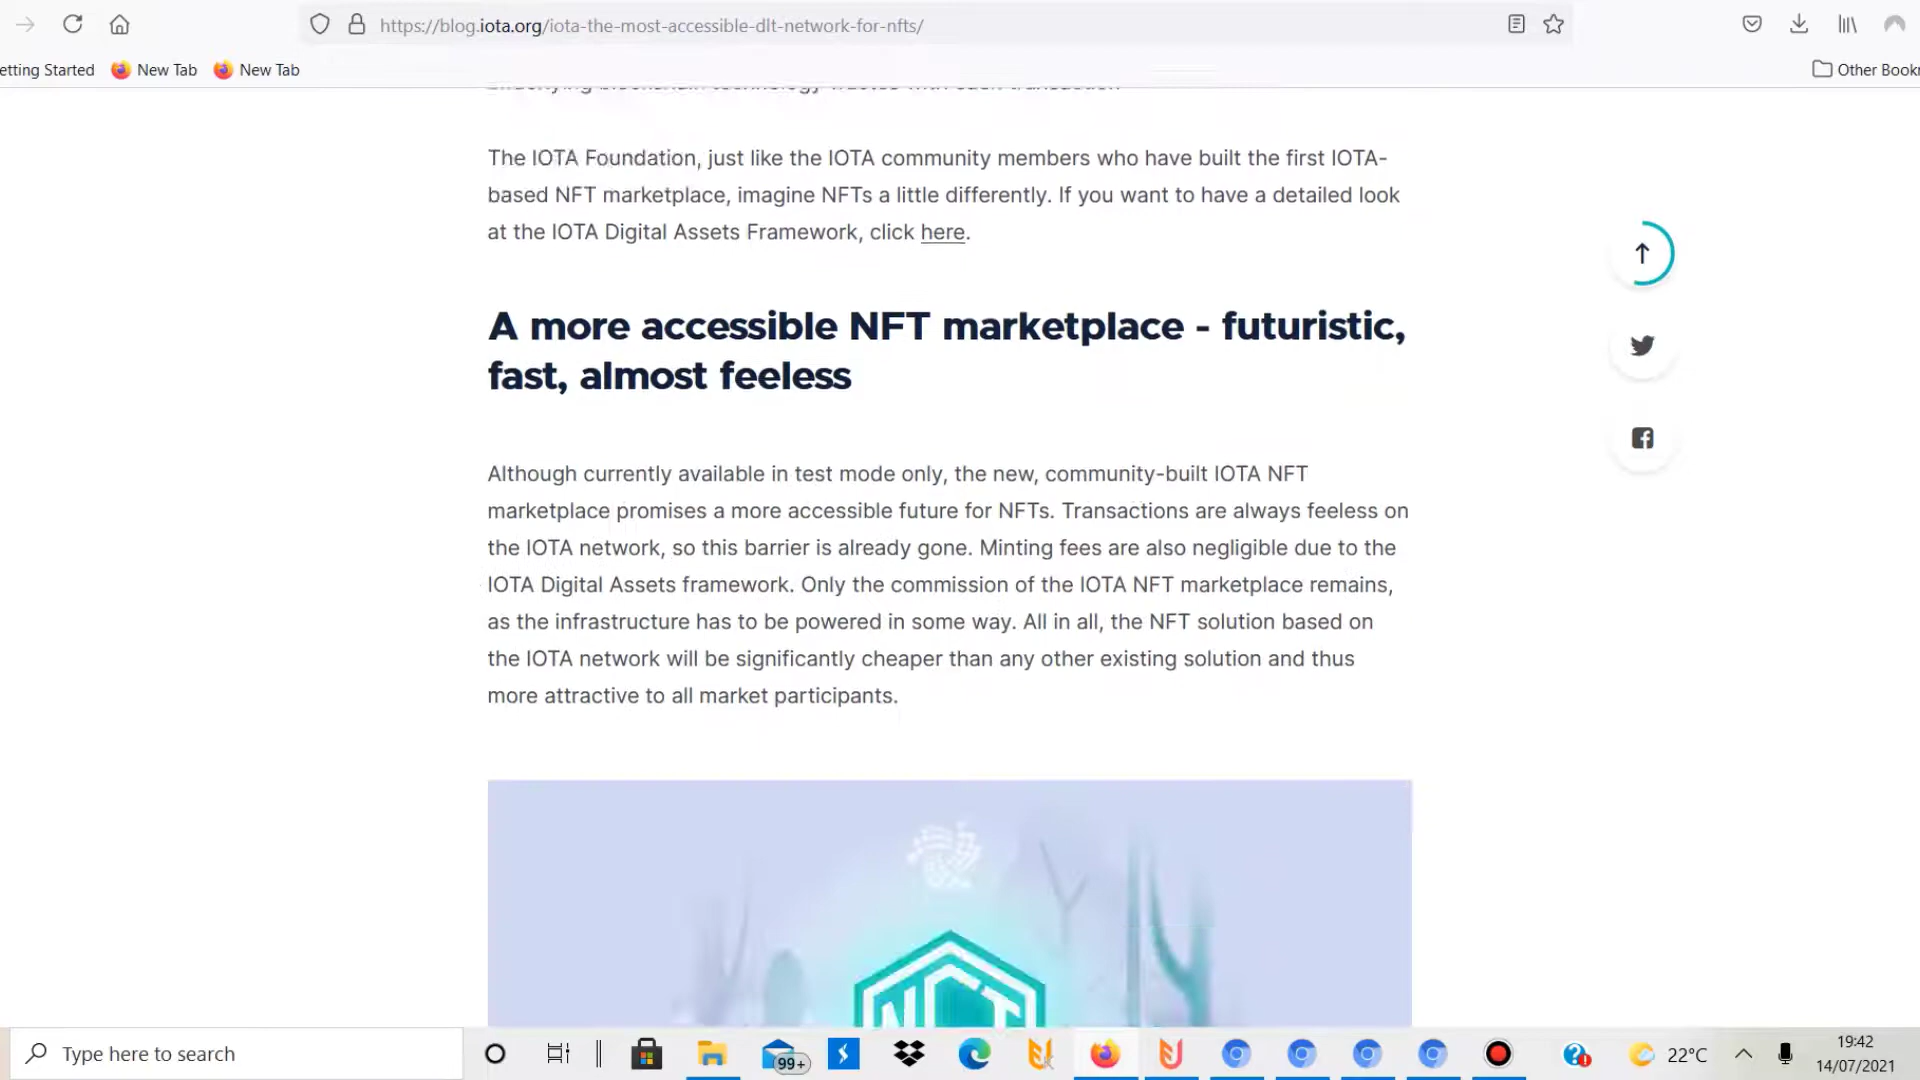 https://blog.iota.org/iota-the-most-accessible-dlt-network-for-nfts/
etting Started New Tab New Tab Other Bookr
The IOTA Foundation, just like the IOTA community members who have built the first IOTA-
based NFT marketplace, imagine NFTs a little differently. If you want to have a detailed look
at the IOTA Digital Assets Framework, click here.
A more accessible NFT marketplace - futuristic,
fast, almost feeless
Although currently available in test mode only, the new, community-built IOTA NFT
marketplace promises a more accessible future for NFTs. Transactions are always feeless on
the IOTA network, so this barrier is already gone. Minting fees are also negligible due to the
IOTA Digital Assets framework. Only the commission of the IOTA NFT marketplace remains,
as the infrastructure has to be powered in some way. All in all, the NFT solution based on
the IOTA network will be significantly cheaper than any other existing solution and thus
more attractive to all market participants.
Type here to search
99+
22°C
19:42
14/07/2021